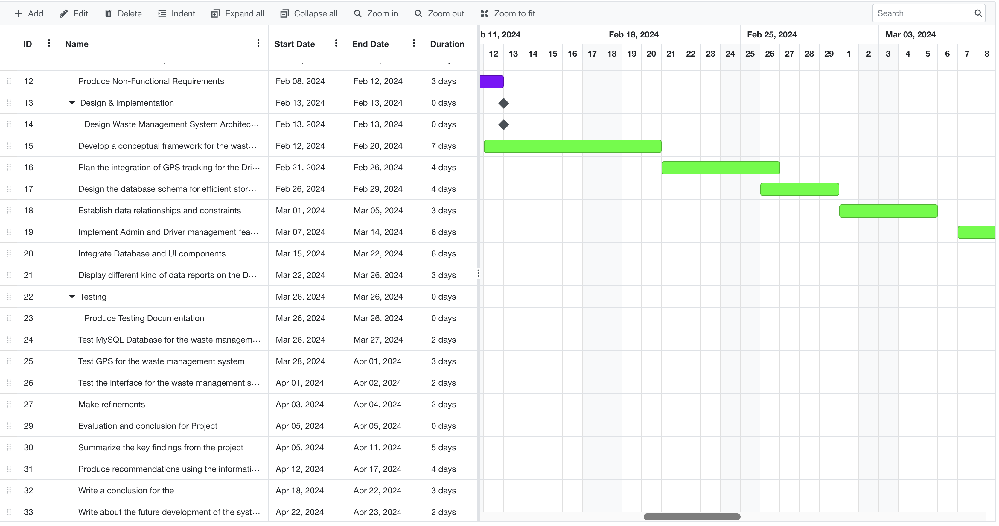 Add Edit Delete Indent Expand all Collapse all Zoom in Zoom out Zoom to fit Search
ID Name Start Date End Date Duration
b 11, 2024 Feb 18, 2024 Feb 25, 2024 Mar 03, 2024
12 13 14 15 16 17 18 19 20 21 22 23 24 25 26 27 28 29 1 2 3 4 5 6 7 8
12 Produce Non-Functional Requirements Feb 08, 2024 Feb 12, 2024 3 days
13 Design & Implementation Feb 13, 2024 Feb 13, 2024 0 days
14 Design Waste Management System Architec... Feb 13, 2024 Feb 13, 2024 0 days
15 Develop a conceptual framework for the wast... Feb 12, 2024 Feb 20, 2024 7 days
16 Plan the integration of GPS tracking for the Dri... Feb 21, 2024 Feb 26, 2024 4 days
17 Design the database schema for efficient stor... Feb 26, 2024 Feb 29, 2024 4 days
18 Establish data relationships and constraints Mar 01, 2024 Mar 05, 2024 3 days
19 Implement Admin and Driver management fea... Mar 07, 2024 Mar 14, 2024 6 days
20 Integrate Database and UI components Mar 15, 2024 Mar 22, 2024 6 days
21 Display different kind of data reports on the D... Mar 22, 2024 Mar 26, 2024 3 days
22 Testing Mar 26, 2024 Mar 26, 2024 0 days
23 Produce Testing Documentation Mar 26, 2024 Mar 26, 2024 0 days
24 Test MySQL Database for the waste managem... Mar 26, 2024 Mar 27, 2024 2 days
25 Test GPS for the waste management system Mar 28, 2024 Apr 01, 2024 3 days
26 Test the interface for the waste management s... Apr 01, 2024 Apr 02, 2024 2 days
27 Make refinements Apr 03, 2024 Apr 04, 2024 2 days
29 Evaluation and conclusion for Project Apr 05, 2024 Apr 05, 2024 0 days
30 Summarize the key findings from the project Apr 05, 2024 Apr 11, 2024 5 days
31 Produce recommendations using the informati... Apr 12, 2024 Apr 17, 2024 4 days
32 Write a conclusion for the Apr 18, 2024 Apr 22, 2024 3 days
33 Write about the future development of the syst... Apr 22, 2024 Apr 23, 2024 2 days